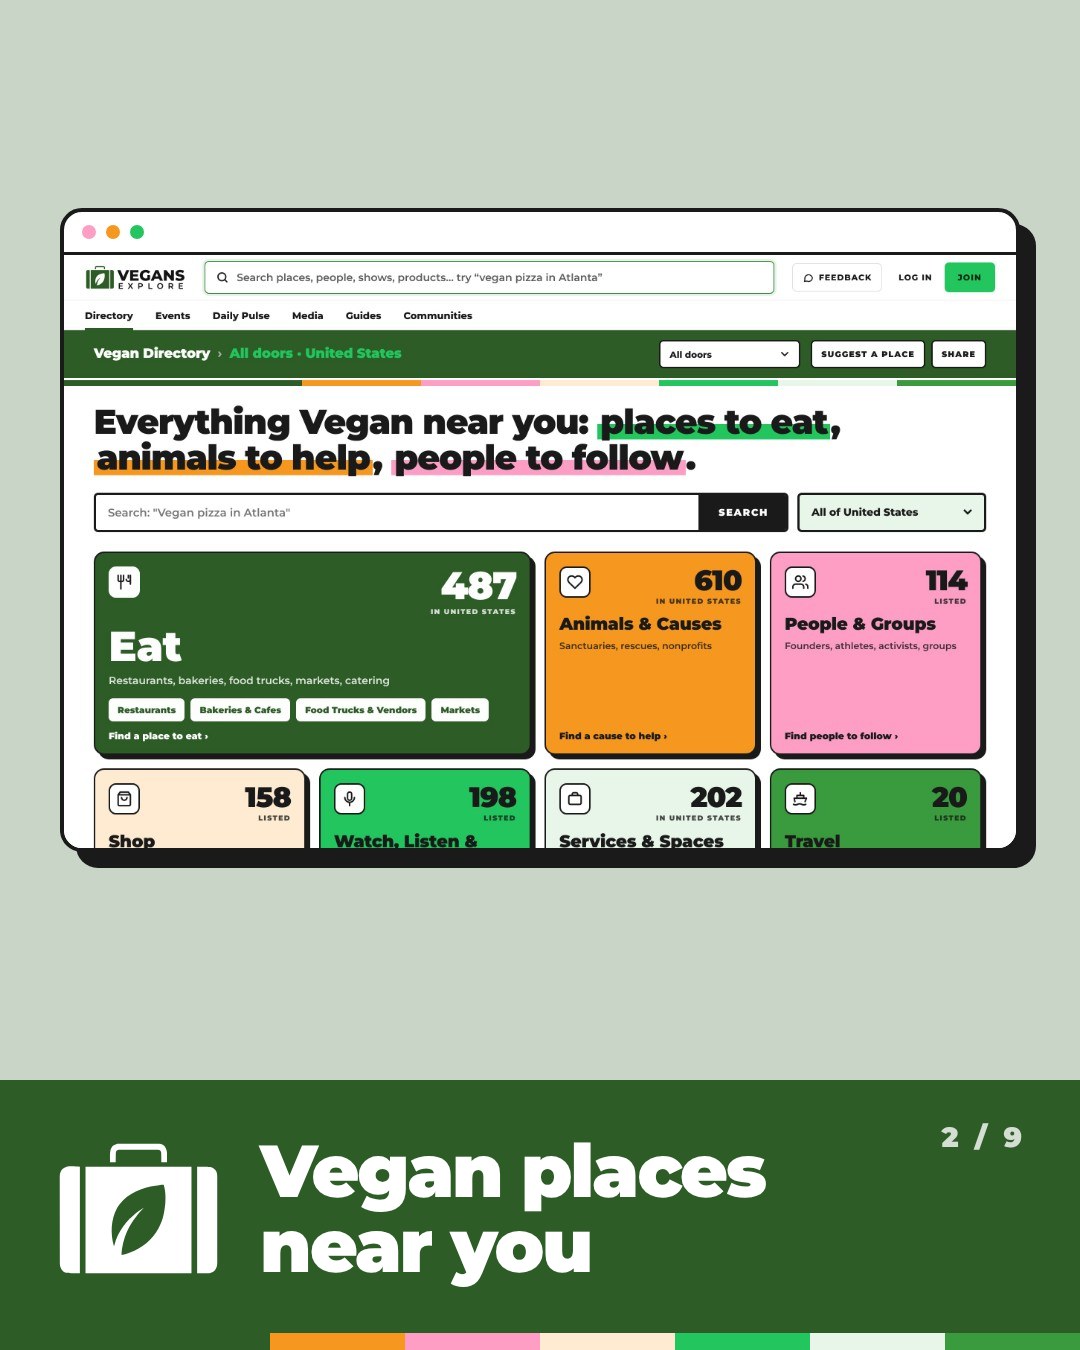 VEGANS
EXPLORE
Search places, people, shows, products... try “vegan pizza in Atlanta”
FEEDBACK
LOG IN
JOIN
Directory
Events
Daily Pulse
Media
Guides
Communities
Vegan Directory › All doors · United States
All doors
SUGGEST A PLACE
SHARE
Everything Vegan near you: places to eat,
animals to help, people to follow.
Search: "Vegan pizza in Atlanta"
SEARCH
All of United States
487
IN UNITED STATES
Eat
Restaurants, bakeries, food trucks, markets, catering
Restaurants
Bakeries & Cafes
Food Trucks & Vendors
Markets
Find a place to eat ›
610
IN UNITED STATES
Animals & Causes
Sanctuaries, rescues, nonprofits
Find a cause to help ›
114
LISTED
People & Groups
Founders, athletes, activists, groups
Find people to follow ›
158
LISTED
Shop
198
LISTED
Watch, Listen &
202
IN UNITED STATES
Services & Spaces
20
LISTED
Travel
2 / 9
Vegan places
near you